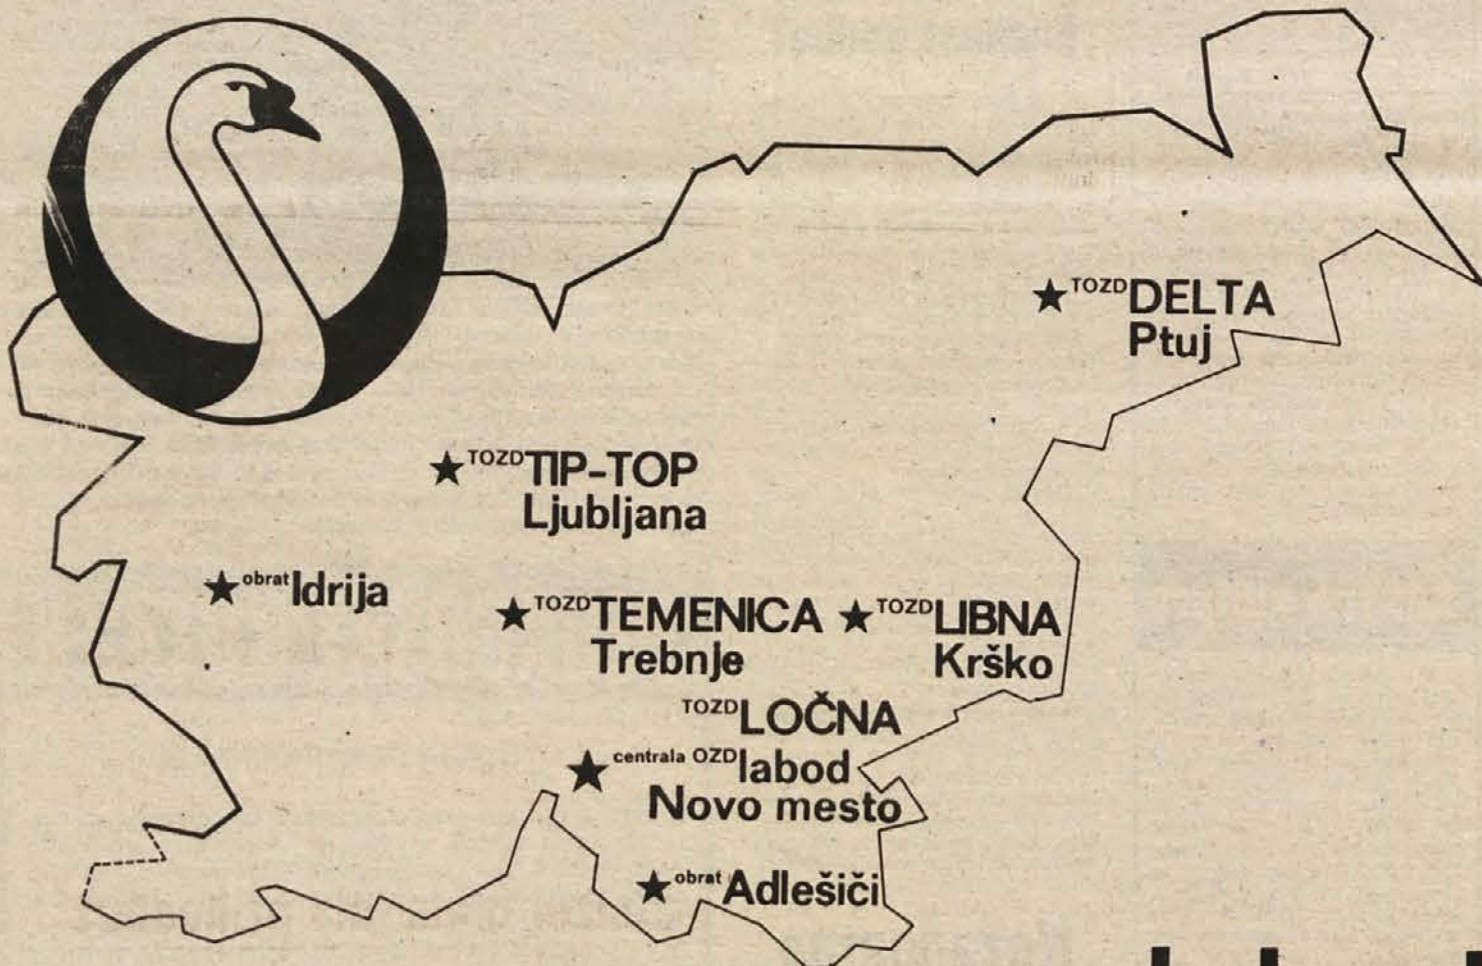 TOZD DELTA
Ptuj
TOZD TIP-TOP
Ljubljana
obrat Idrija
TOZD TEMENICA
Trebnje
TOZD LIBNA
Krško
TOZD LOČNA
centrala OZD labod
Novo mesto
obrat Adlešiči